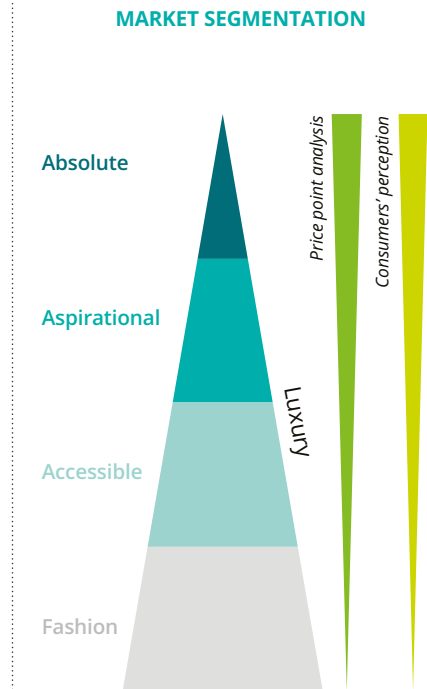 MARKET SEGMENTATION
Absolute
Price point analysis
Consumers’ perception
Aspirational
Luxury
Accessible
Fashion